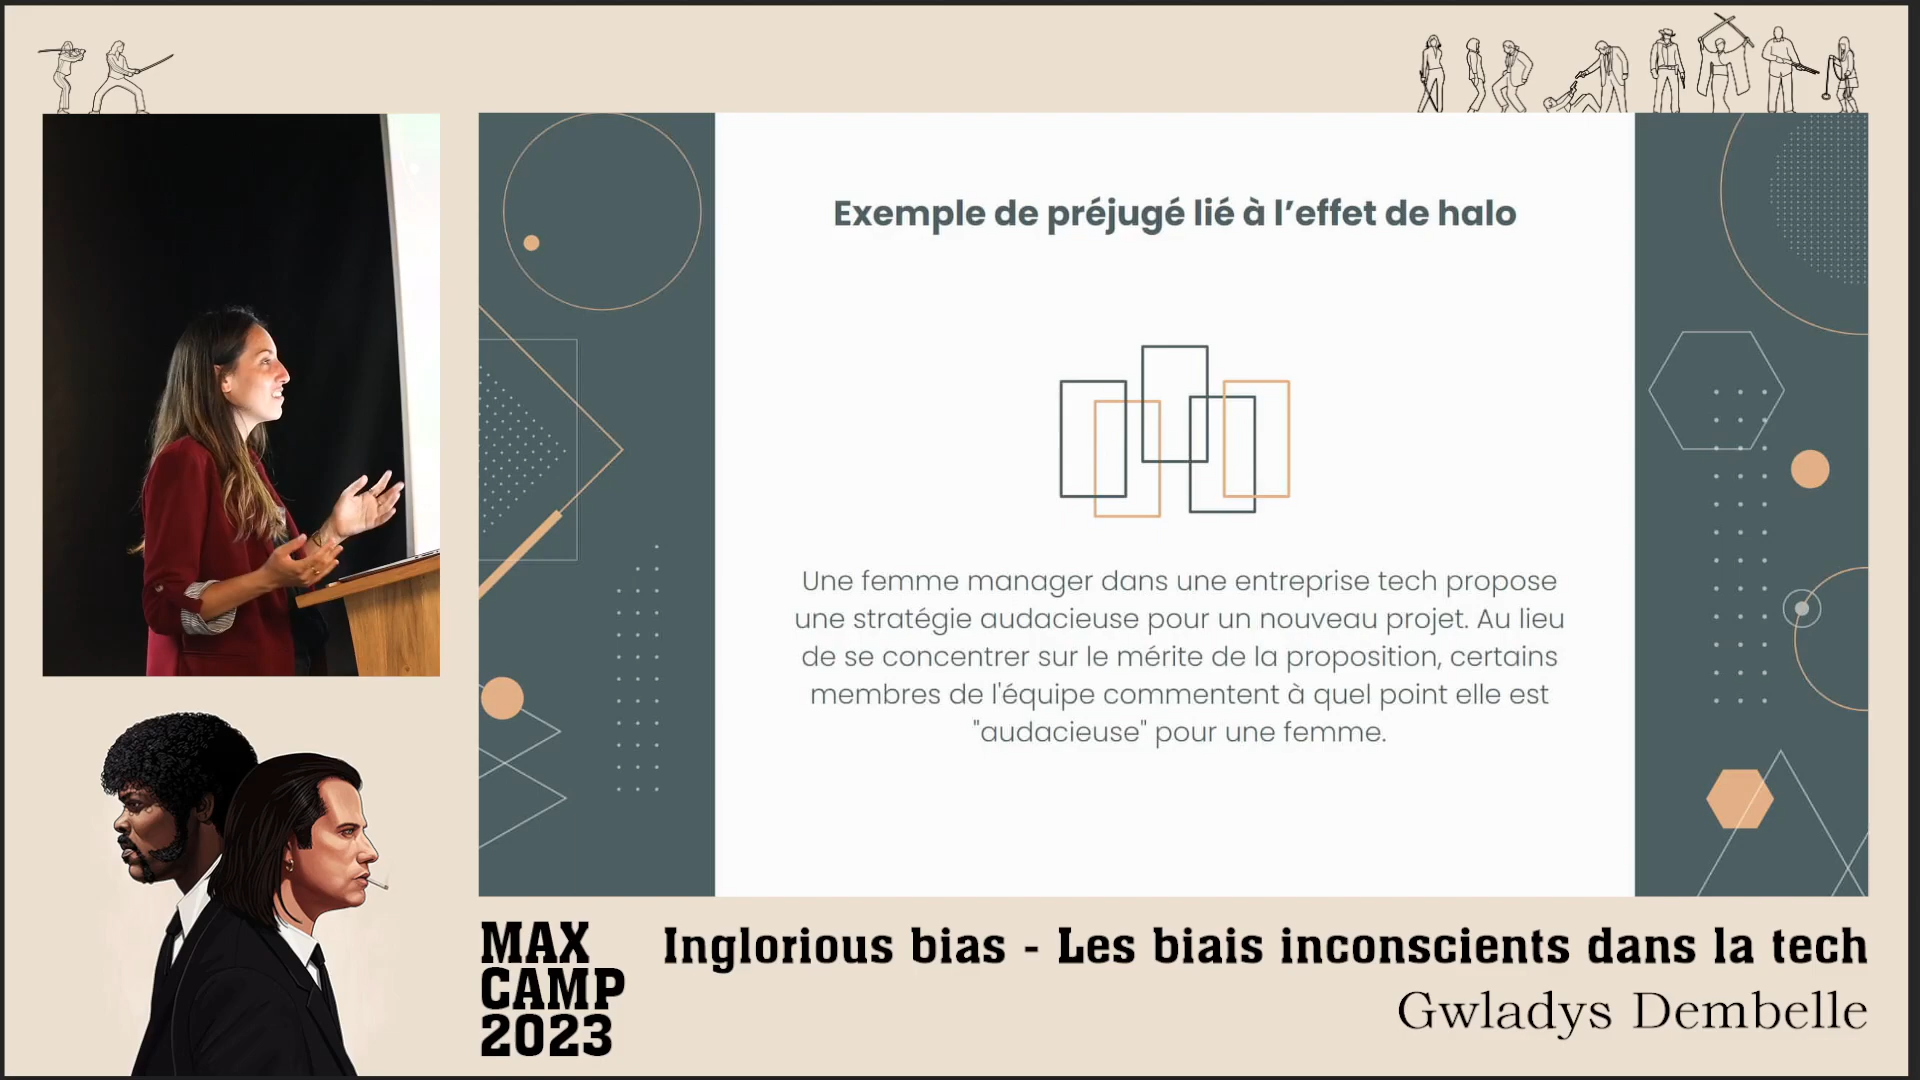 Exemple de préjugé lié à l’effet de halo
Une femme manager dans une entreprise tech propose
une stratégie audacieuse pour un nouveau projet. Au lieu
de se concentrer sur le mérite de la proposition, certains
membres de l'équipe commentent à quel point elle est
"audacieuse" pour une femme.
MAX
CAMP
2023
Inglorious bias - Les biais inconscients dans la tech
Gwladys Dembelle